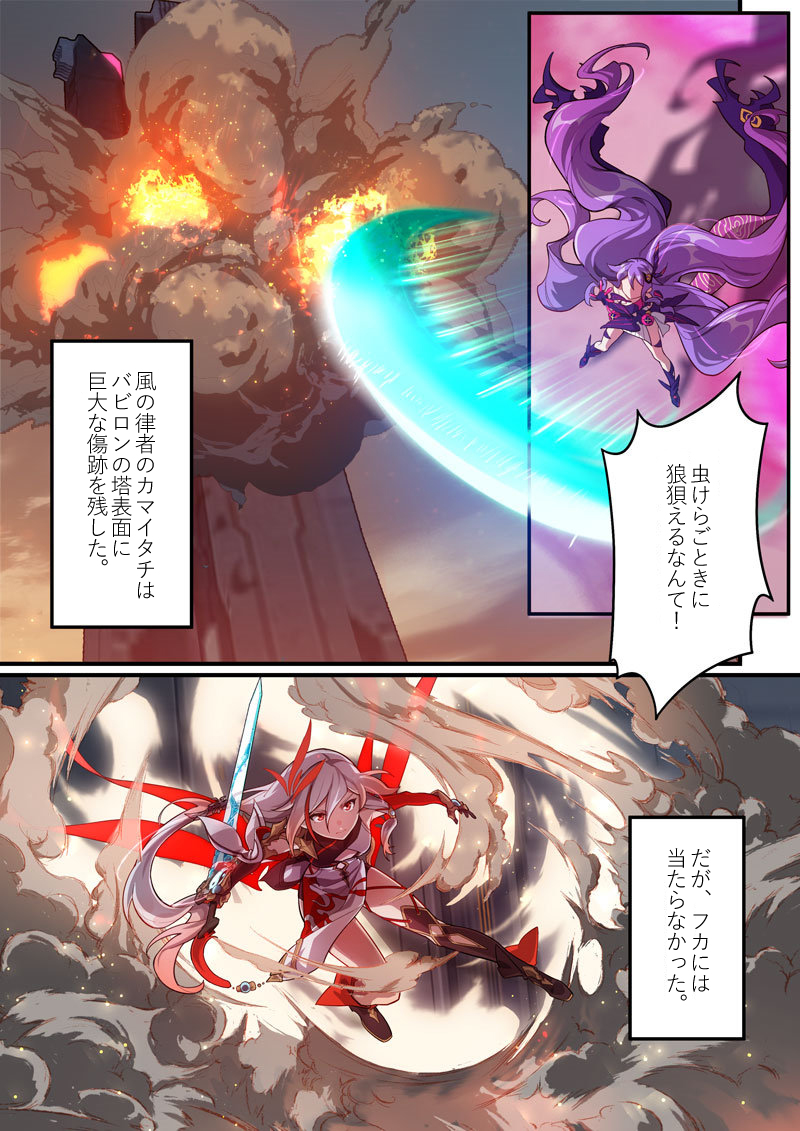 虫けらごときに
狼狽えるなんて！
風の律者のカマイタチは
バビロンの塔表面に
巨大な傷跡を残した。
だが、フカには
当たらなかった。